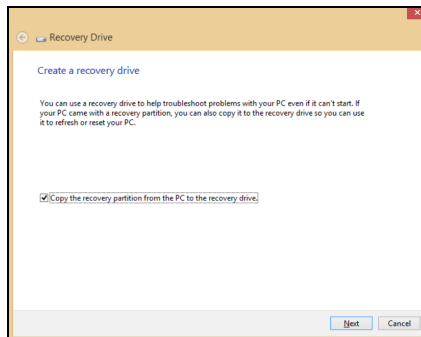 Recovery Drive
Create a recovery drive
You can use a recovery drive to help troubleshoot problems with your PC even if it can't start. If
your PC came with a recovery partition, you can also copy it to the recovery drive so you can use
it to refresh or reset your PC.
Copy the recovery partition from the PC to the recovery drive.
Next Cancel